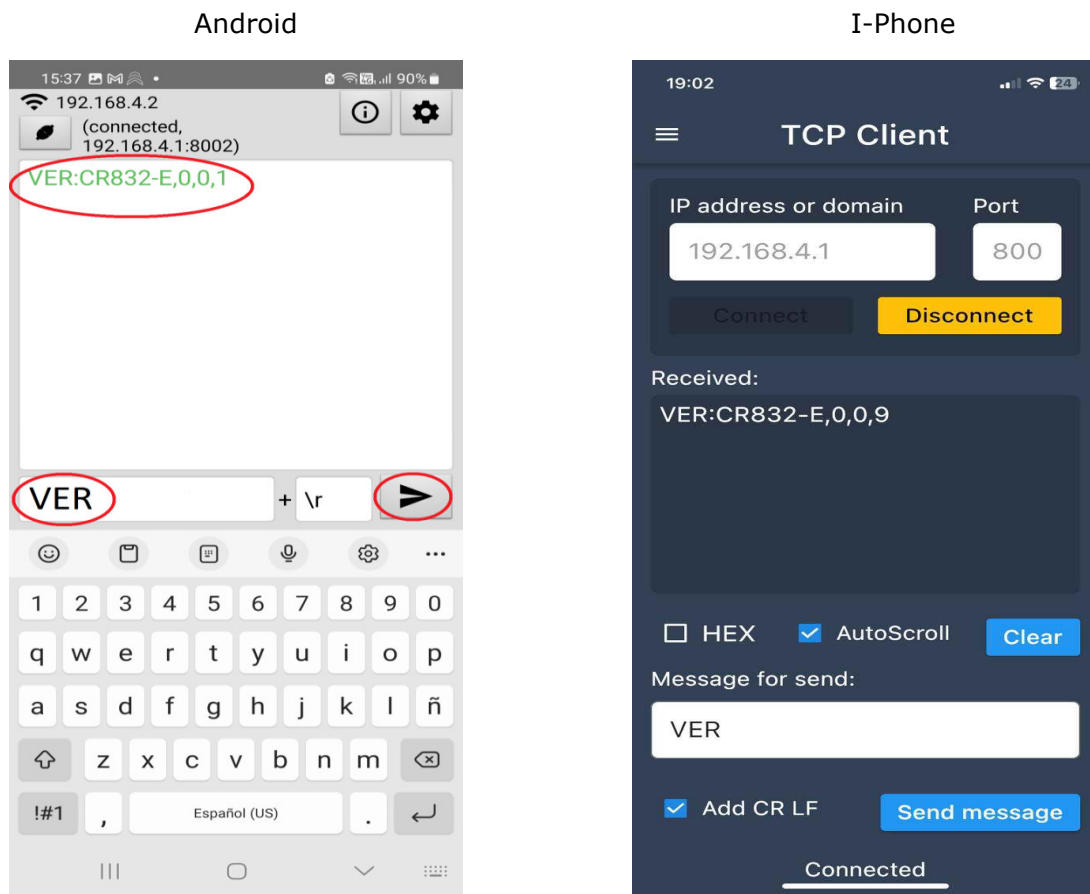 Android
I-Phone
15:37
90%
192.168.4.2
(connected,
192.168.4.1:8002)
VER:CR832-E,0,0,1
VER
+ \r
1 2 3 4 5 6 7 8 9 0
q w e r t y u i o p
a s d f g h j k l ñ
z x c v b n m
!#1 , Español (US) .
19:02
24
TCP Client
IP address or domain
Port
192.168.4.1
800
Connect
Disconnect
Received:
VER:CR832-E,0,0,9
HEX
AutoScroll
Clear
Message for send:
VER
Add CR LF
Send message
Connected